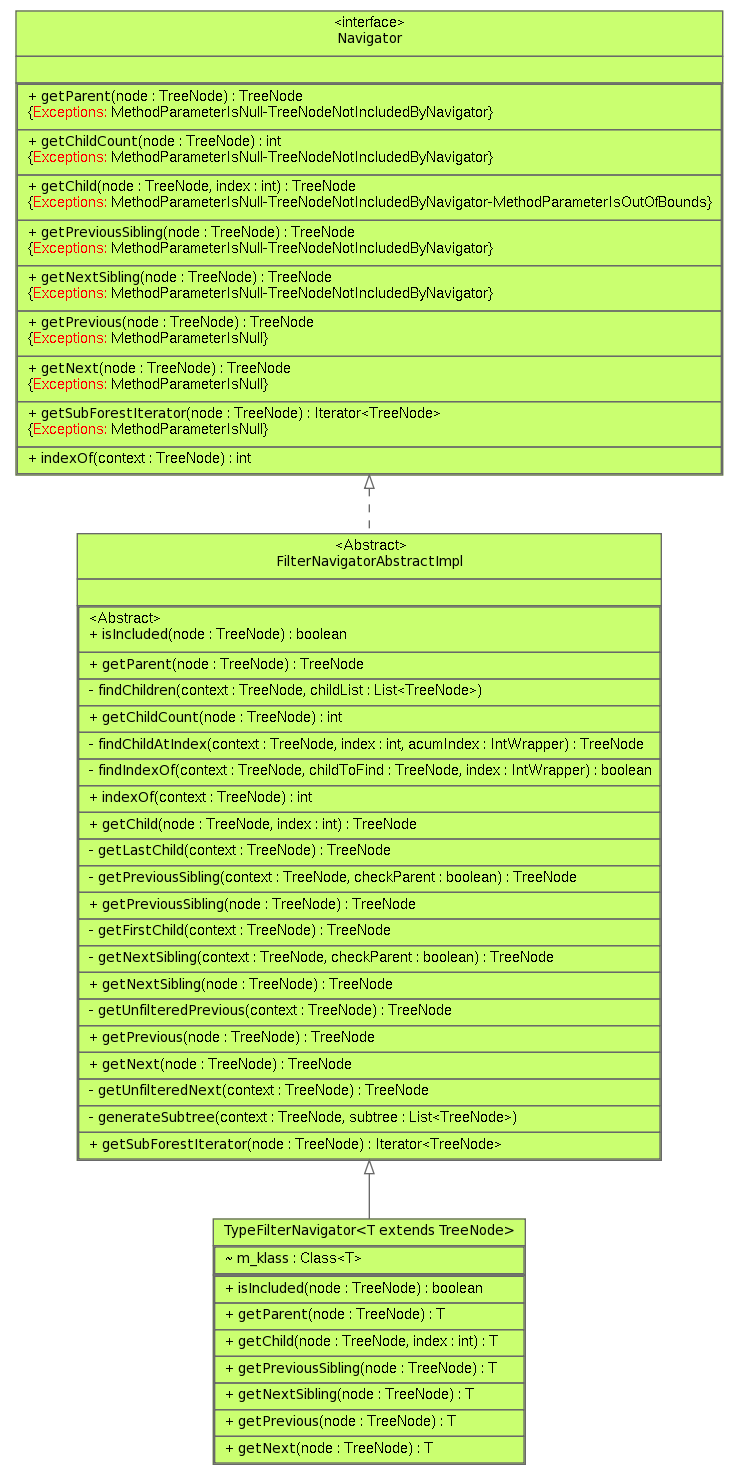 <interface>
Navigator
+ getParent(node : TreeNode) : TreeNode
{Exceptions: MethodParameterIsNull-TreeNodeNotIncludedByNavigator}
+ getChildCount(node : TreeNode) : int
{Exceptions: MethodParameterIsNull-TreeNodeNotIncludedByNavigator}
+ getChild(node : TreeNode, index : int) : TreeNode
{Exceptions: MethodParameterIsNull-TreeNodeNotIncludedByNavigator-MethodParameterIsOutOfBounds}
+ getPreviousSibling(node : TreeNode) : TreeNode
{Exceptions: MethodParameterIsNull-TreeNodeNotIncludedByNavigator}
+ getNextSibling(node : TreeNode) : TreeNode
{Exceptions: MethodParameterIsNull-TreeNodeNotIncludedByNavigator}
+ getPrevious(node : TreeNode) : TreeNode
{Exceptions: MethodParameterIsNull}
+ getNext(node : TreeNode) : TreeNode
{Exceptions: MethodParameterIsNull}
+ getSubForestIterator(node : TreeNode) : Iterator<TreeNode>
{Exceptions: MethodParameterIsNull}
+ indexOf(context : TreeNode) : int
<Abstract>
FilterNavigatorAbstractImpl
<Abstract>
+ isIncluded(node : TreeNode) : boolean
+ getParent(node : TreeNode) : TreeNode
- findChildren(context : TreeNode, childList : List<TreeNode>)
+ getChildCount(node : TreeNode) : int
- findChildAtIndex(context : TreeNode, index : int, acumIndex : IntWrapper) : TreeNode
- findIndexOf(context : TreeNode, childToFind : TreeNode, index : IntWrapper) : boolean
+ indexOf(context : TreeNode) : int
+ getChild(node : TreeNode, index : int) : TreeNode
- getLastChild(context : TreeNode) : TreeNode
- getPreviousSibling(context : TreeNode, checkParent : boolean) : TreeNode
+ getPreviousSibling(node : TreeNode) : TreeNode
- getFirstChild(context : TreeNode) : TreeNode
- getNextSibling(context : TreeNode, checkParent : boolean) : TreeNode
+ getNextSibling(node : TreeNode) : TreeNode
- getUnfilteredPrevious(context : TreeNode) : TreeNode
+ getPrevious(node : TreeNode) : TreeNode
+ getNext(node : TreeNode) : TreeNode
- getUnfilteredNext(context : TreeNode) : TreeNode
- generateSubtree(context : TreeNode, subtree : List<TreeNode>)
+ getSubForestIterator(node : TreeNode) : Iterator<TreeNode>
TypeFilterNavigator<T extends TreeNode>
~ m_klass : Class<T>
+ isIncluded(node : TreeNode) : boolean
+ getParent(node : TreeNode) : T
+ getChild(node : TreeNode, index : int) : T
+ getPreviousSibling(node : TreeNode) : T
+ getNextSibling(node : TreeNode) : T
+ getPrevious(node : TreeNode) : T
+ getNext(node : TreeNode) : T